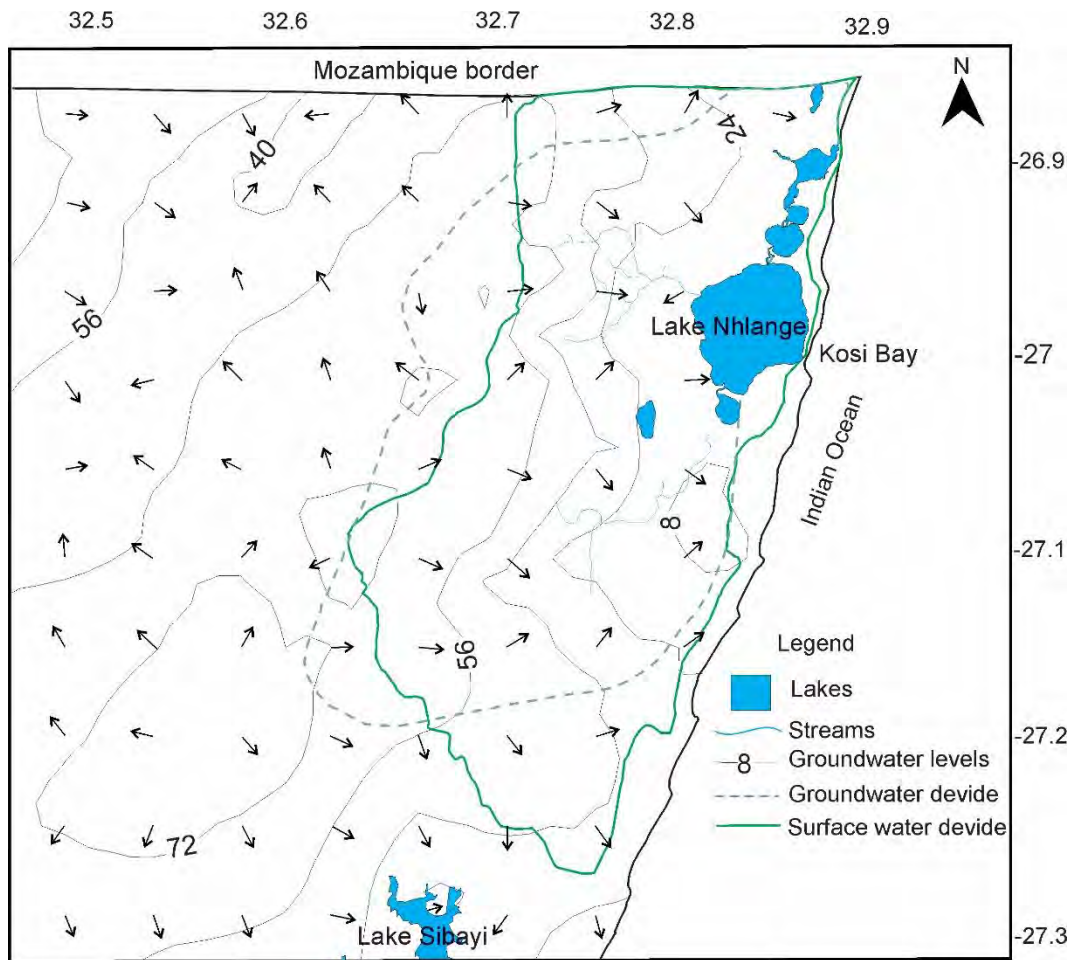 32.5 32.6 32.7 32.8 32.9
Mozambique border
N
24
40
-26.9
56
Lake Nhlange
Kosi Bay
-27
Indian Ocean
8
-27.1
56
Legend
Lakes
Streams
8 Groundwater levels
Groundwater devide
Surface water devide
-27.2
72
Lake Sibayi
-27.3